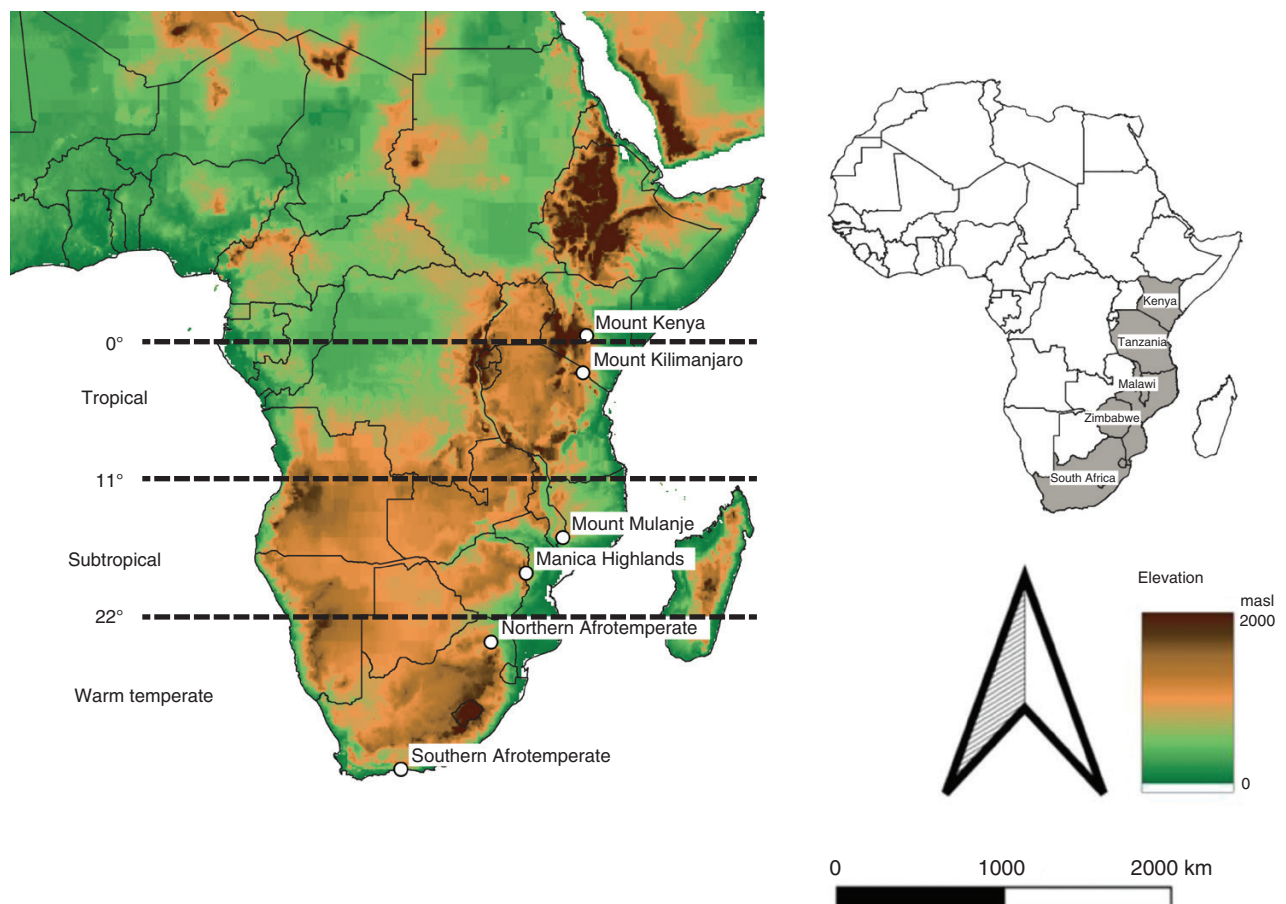 Mount Kenya
0°
Mount Kilimanjaro
Tropical
11°
Mount Mulanje
Subtropical
Manica Highlands
22°
Northern Afrotemperate
Warm temperate
Southern Afrotemperate
Kenya
Tanzania
Malawi
Zimbabwe
South Africa
Elevation
masl
2000
0
0 1000 2000 km